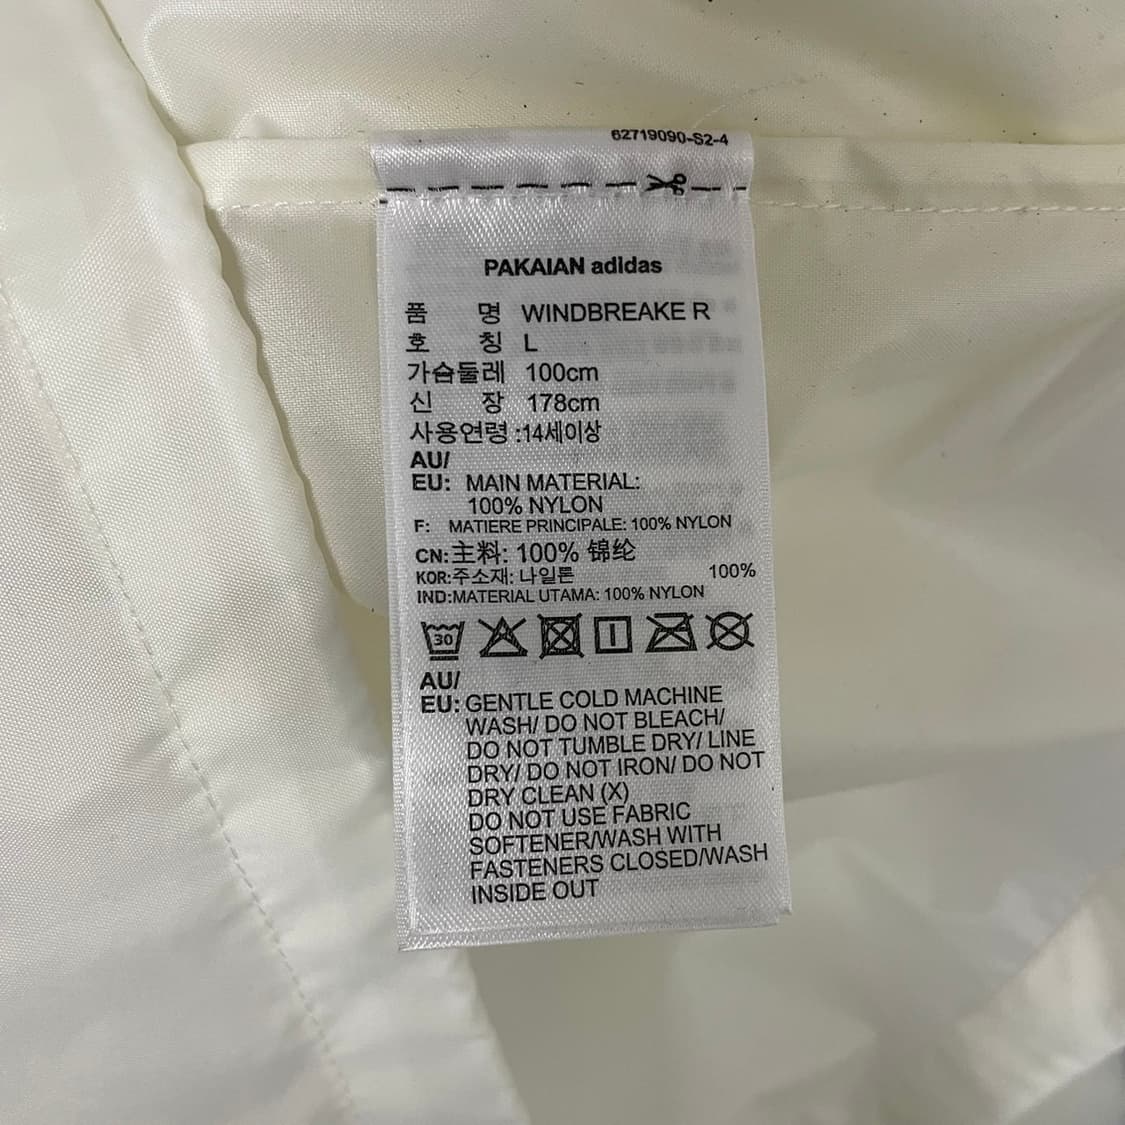 62719090-S2-4
PAKAIAN adidas
품 명 WINDBREAKE R
호 칭 L
가슴둘레 100cm
신 장 178cm
사용연령 :14세이상
AU/
EU: MAIN MATERIAL:
100% NYLON
F: MATIERE PRINCIPALE: 100% NYLON
CN:主料: 100% 锦纶
KOR:주소재: 나일론 100%
IND:MATERIAL UTAMA: 100% NYLON
30
AU/
EU: GENTLE COLD MACHINE
WASH/ DO NOT BLEACH/
DO NOT TUMBLE DRY/ LINE
DRY/ DO NOT IRON/ DO NOT
DRY CLEAN (X)
DO NOT USE FABRIC
SOFTENER/WASH WITH
FASTENERS CLOSED/WASH
INSIDE OUT